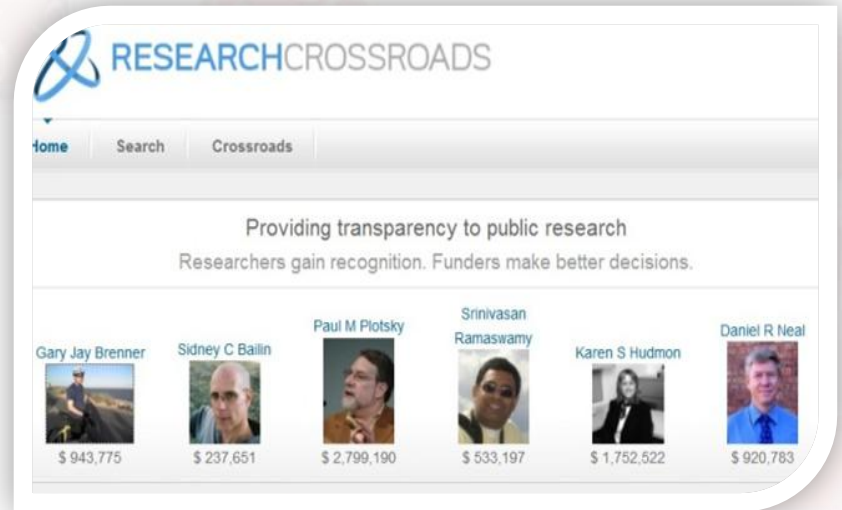 RESEARCHCROSSROADS
Home
Search
Crossroads
Providing transparency to public research
Researchers gain recognition. Funders make better decisions.
Gary Jay Brenner
$ 943,775
Sidney C Bailin
$ 237,651
Paul M Plotsky
$ 2,799,190
Srinivasan
Ramaswamy
$ 533,197
Karen S Hudmon
$ 1,752,522
Daniel R Neal
$ 920,783